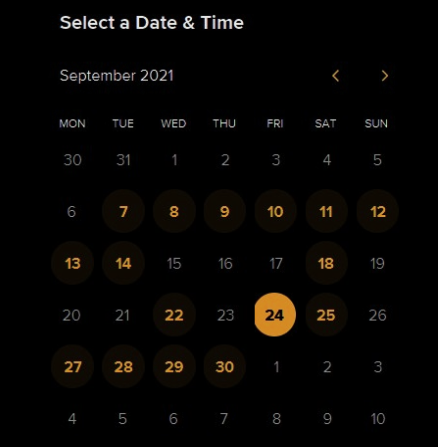 Select a Date & Time
September 2021
MON TUE WED THU FRI SAT SUN
30 31 1 2 3 4 5
6 7 8 9 10 11 12
13 14 15 16 17 18 19
20 21 22 23 24 25 26
27 28 29 30 1 2 3
4 5 6 7 8 9 10